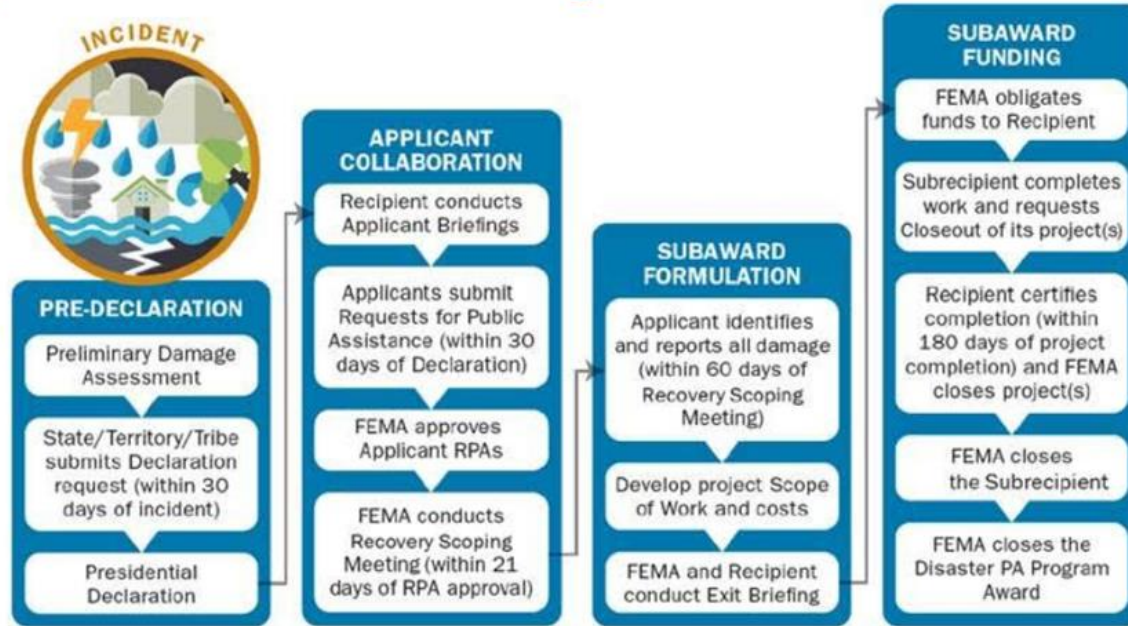 INCIDENT
PRE-DECLARATION
Preliminary Damage
Assessment
State/Territory/Tribe
submits Declaration
request (within 30
days of incident)
Presidential
Declaration
APPLICANT
COLLABORATION
Recipient conducts
Applicant Briefings
Applicants submit
Requests for Public
Assistance (within 30
days of Declaration)
FEMA approves
Applicant RPAs
FEMA conducts
Recovery Scoping
Meeting (within 21
days of RPA approval)
SUBAWARD
FORMULATION
Applicant identifies
and reports all damage
(within 60 days of
Recovery Scoping
Meeting)
Develop project Scope
of Work and costs
FEMA and Recipient
conduct Exit Briefing
SUBAWARD
FUNDING
FEMA obligates
funds to Recipient
Subrecipient completes
work and requests
Closeout of its project(s)
Recipient certifies
completion (within
180 days of project
completion) and FEMA
closes project(s)
FEMA closes
the Subrecipient
FEMA closes the
Disaster PA Program
Award